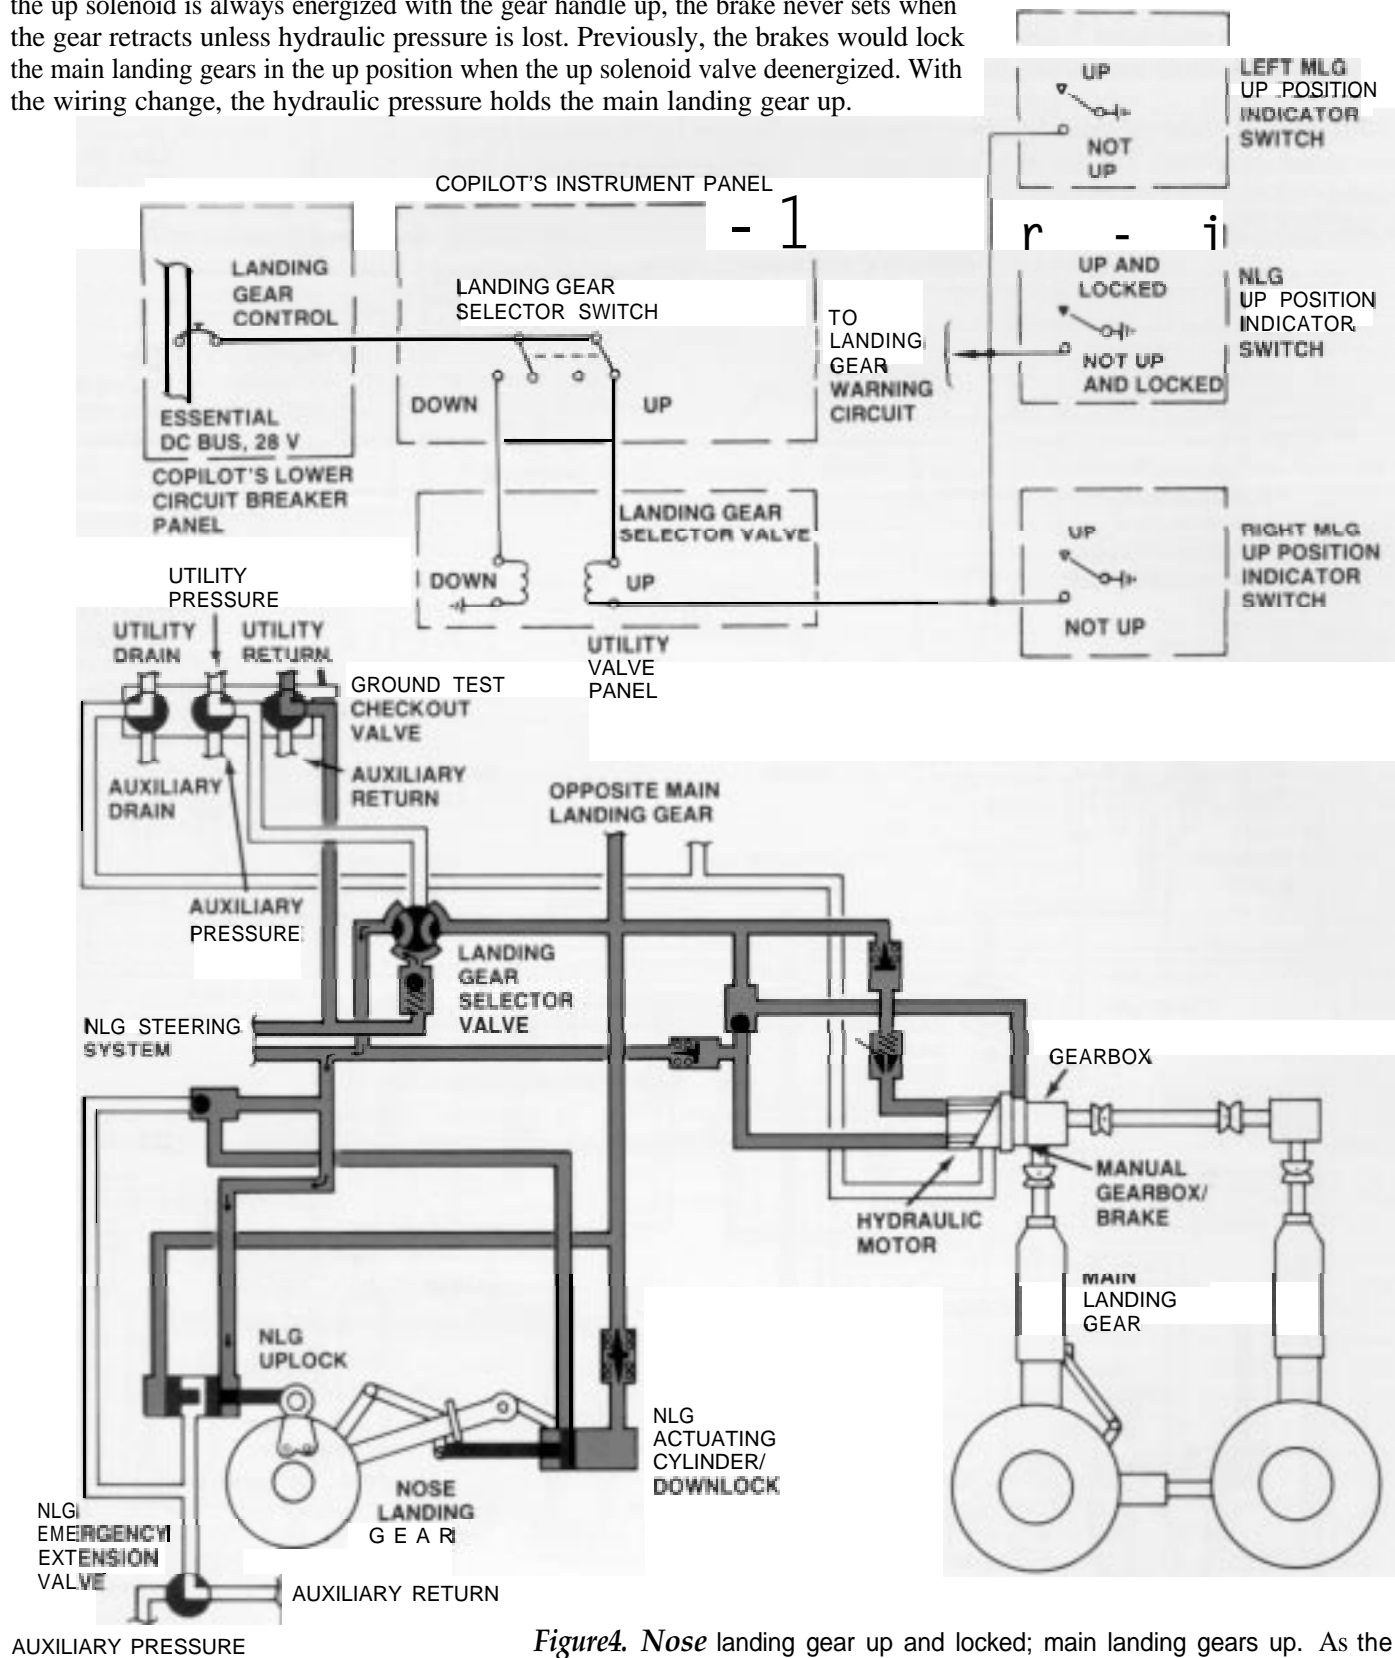 the up solenoid is always energized with the gear handle up, the brake never sets when
the gear retracts unless hydraulic pressure is lost. Previously, the brakes would lock
the main landing gears in the up position when the up solenoid valve deenergized. With
the wiring change, the hydraulic pressure holds the main landing gear up.
UP
NOT
UP
LEFT MLG
UP POSITION
INDICATOR
SWITCH
COPILOT'S INSTRUMENT PANEL
- 1
r - i
LANDING
GEAR
CONTROL
ESSENTIAL
DC BUS, 28 V
COPILOT'S LOWER
CIRCUIT BREAKER
PANEL
LANDING GEAR
SELECTOR SWITCH
DOWN
UP
TO
LANDING
GEAR
WARNING
CIRCUIT
UP AND
LOCKED
NOT UP
AND LOCKED
NLG
UP POSITION
INDICATOR
SWITCH
LANDING GEAR
SELECTOR VALVE
DOWN
UP
UTILITY
VALVE
PANEL
UP
NOT UP
RIGHT MLG
UP POSITION
INDICATOR
SWITCH
UTILITY
PRESSURE
UTILITY
DRAIN
UTILITY
RETURN
GROUND TEST
CHECKOUT
VALVE
AUXILIARY
DRAIN
AUXILIARY
RETURN
OPPOSITE MAIN
LANDING GEAR
AUXILIARY
PRESSURE
LANDING
GEAR
SELECTOR
VALVE
NLG STEERING
SYSTEM
GEARBOX
MANUAL
GEARBOX/
BRAKE
HYDRAULIC
MOTOR
MAIN
LANDING
GEAR
NLG
UPLOCK
NLG
ACTUATING
CYLINDER/
DOWNLOCK
NOSE
LANDING
GEAR
NLG
EMERGENCY
EXTENSION
VALVE
AUXILIARY RETURN
AUXILIARY PRESSURE
Figure4. Nose landing gear up and locked; main landing gears up. As the